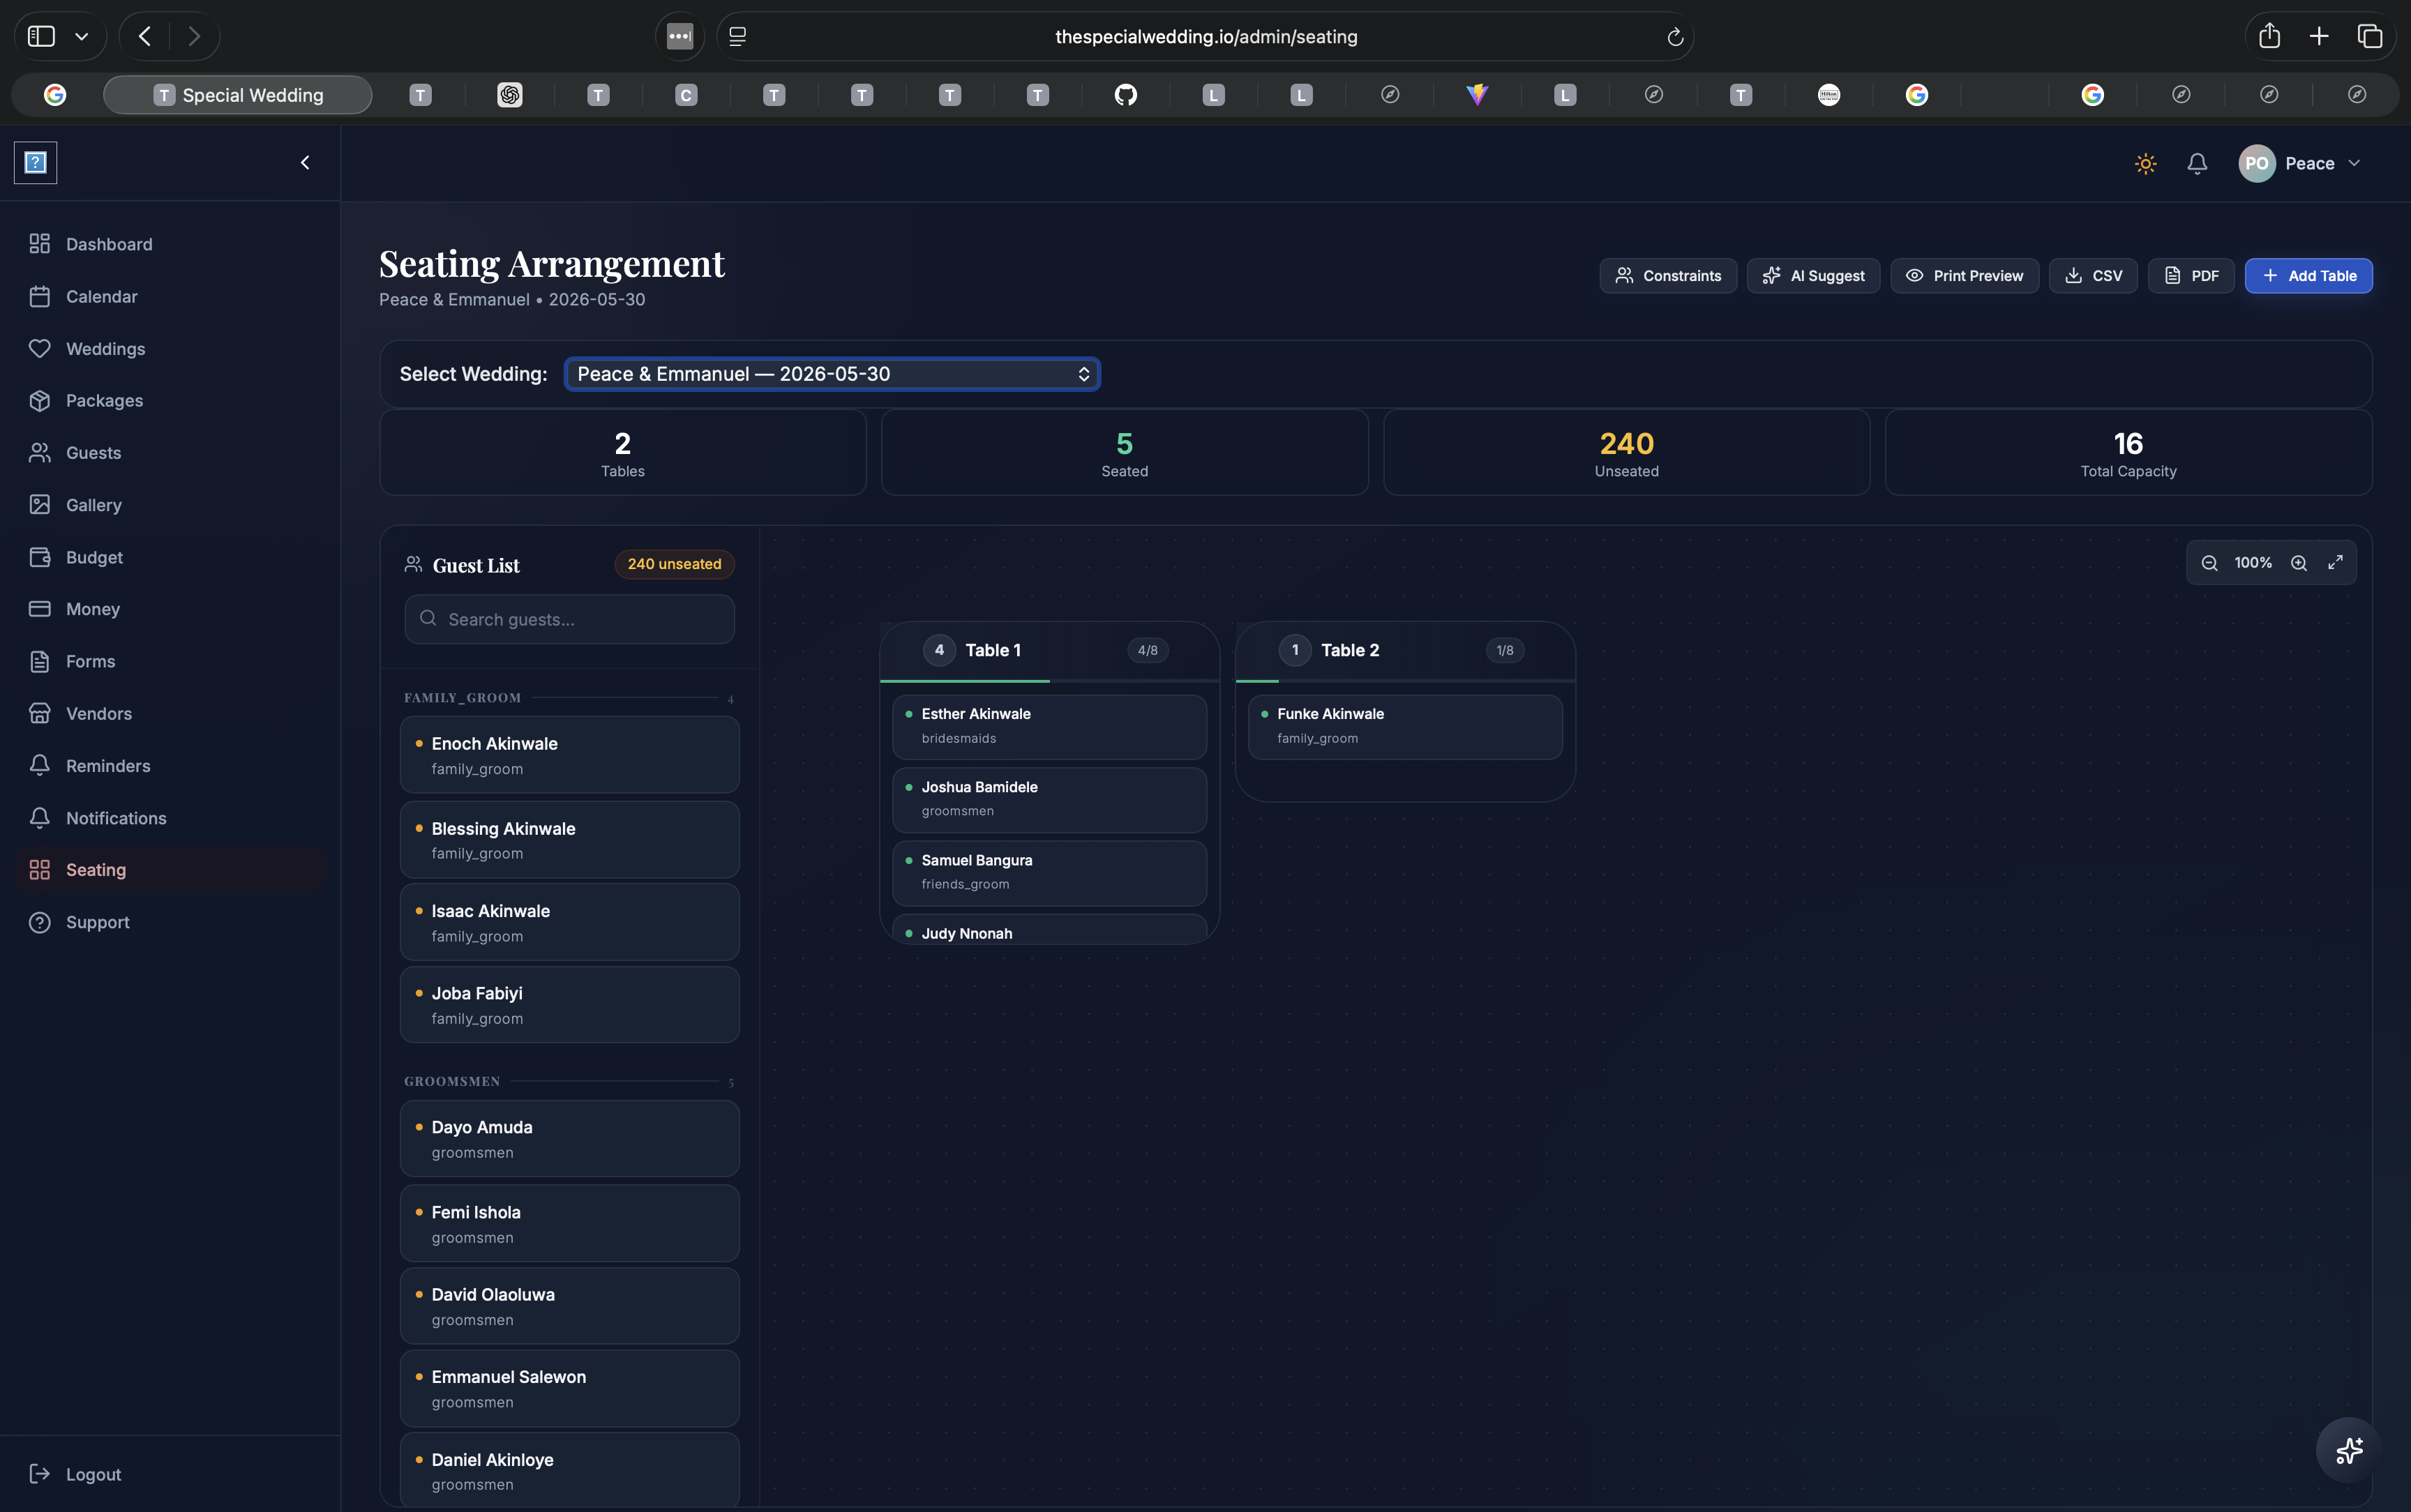 thespecialwedding.io/admin/seating
T Special Wedding
T
T
C
T
T
T
T
L
L
L
T
?
PO Peace
Dashboard
Calendar
Weddings
Packages
Guests
Gallery
Budget
Money
Forms
Vendors
Reminders
Notifications
Seating
Support
Logout
Seating Arrangement
Peace & Emmanuel • 2026-05-30
Constraints
AI Suggest
Print Preview
CSV
PDF
+ Add Table
Select Wedding:
Peace & Emmanuel — 2026-05-30
2
Tables
5
Seated
240
Unseated
16
Total Capacity
Guest List
240 unseated
Search guests...
FAMILY_GROOM 4
Enoch Akinwale
family_groom
Blessing Akinwale
family_groom
Isaac Akinwale
family_groom
Joba Fabiyi
family_groom
GROOMSMEN 5
Dayo Amuda
groomsmen
Femi Ishola
groomsmen
David Olaoluwa
groomsmen
Emmanuel Salewon
groomsmen
Daniel Akinloye
groomsmen
100%
4 Table 1 4/8
Esther Akinwale
bridesmaids
Joshua Bamidele
groomsmen
Samuel Bangura
friends_groom
Judy Nnonah
1 Table 2 1/8
Funke Akinwale
family_groom